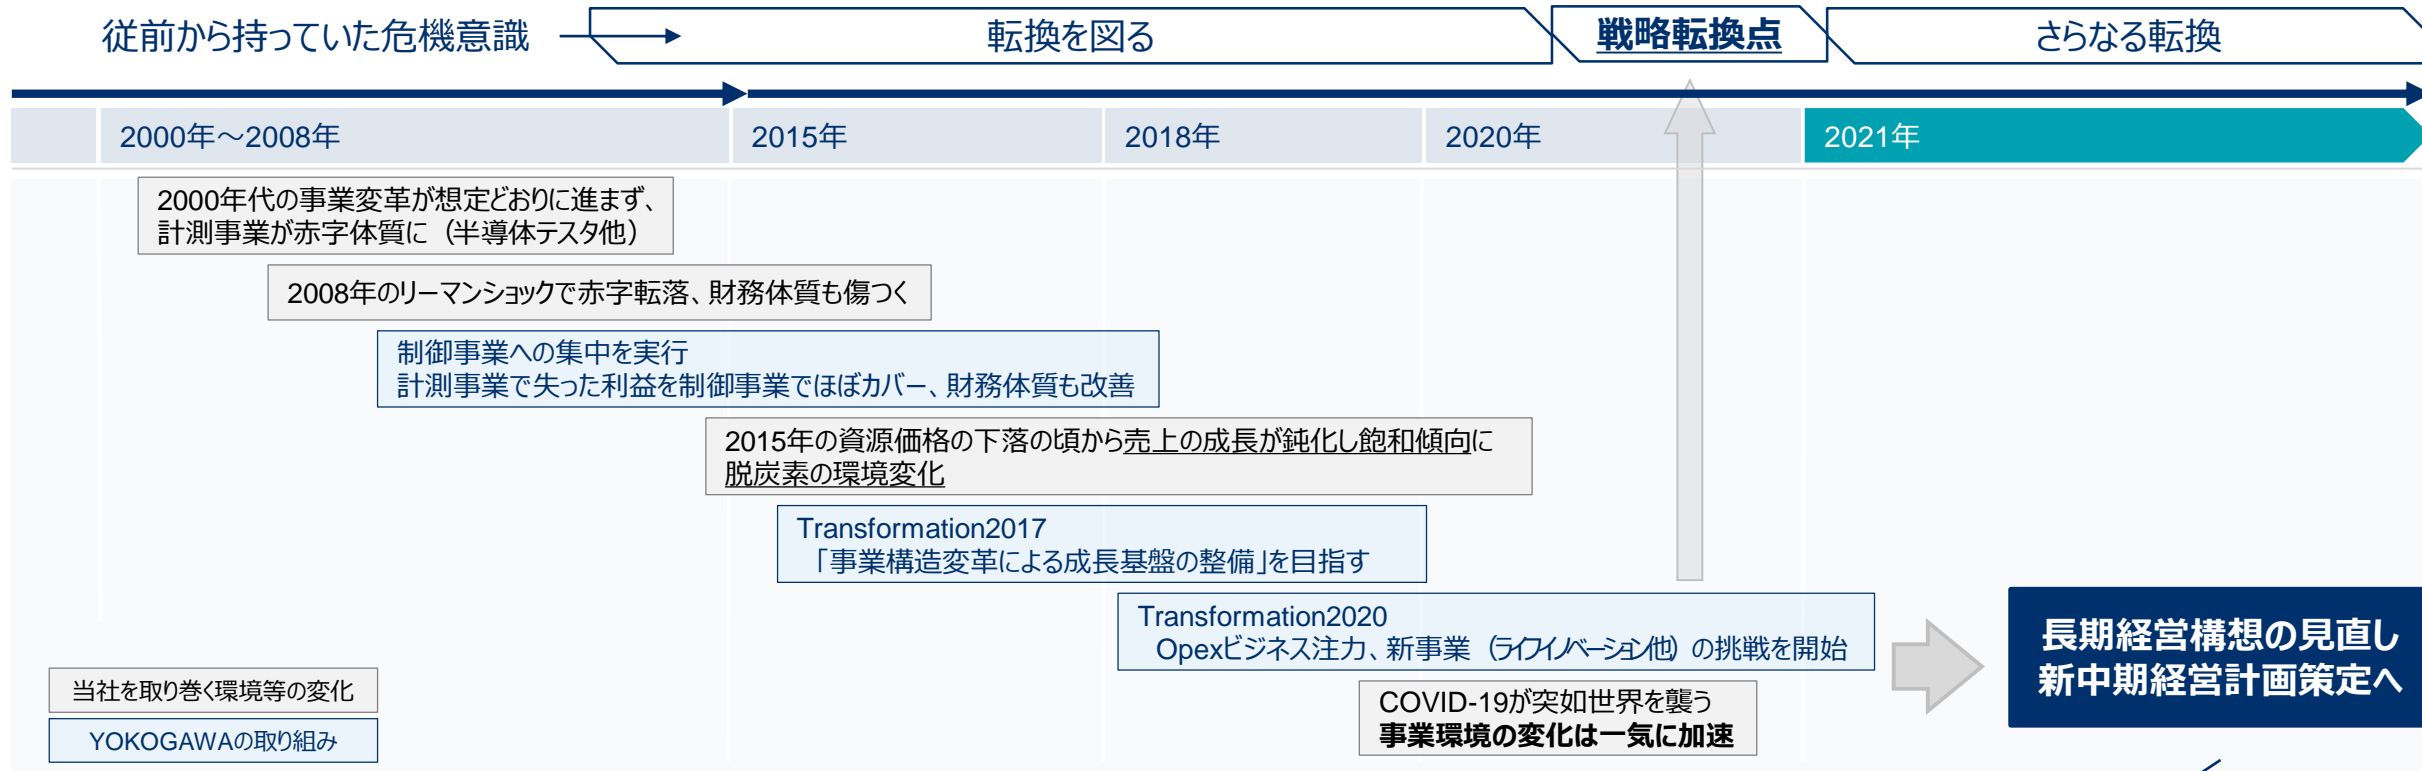 従前から持っていた危機意識
転換を図る
戦略転換点
さらなる転換
2000年～2008年
2015年
2018年
2020年
2021年
2000年代の事業変革が想定どおりに進まず、
計測事業が赤字体質に（半導体テスタ他）
2008年のリーマンショックで赤字転落、財務体質も傷つく
制御事業への集中を実行
計測事業で失った利益を制御事業でほぼカバー、財務体質も改善
2015年の資源価格の下落の頃から売上の成長が鈍化し飽和傾向に
脱炭素の環境変化
Transformation2017
「事業構造変革による成長基盤の整備」を目指す
Transformation2020
Opexビジネス注力、新事業（ライフイノベーション他）の挑戦を開始
COVID-19が突如世界を襲う
事業環境の変化は一気に加速
長期経営構想の見直し
新中期経営計画策定へ
当社を取り巻く環境等の変化
YOKOGAWAの取り組み